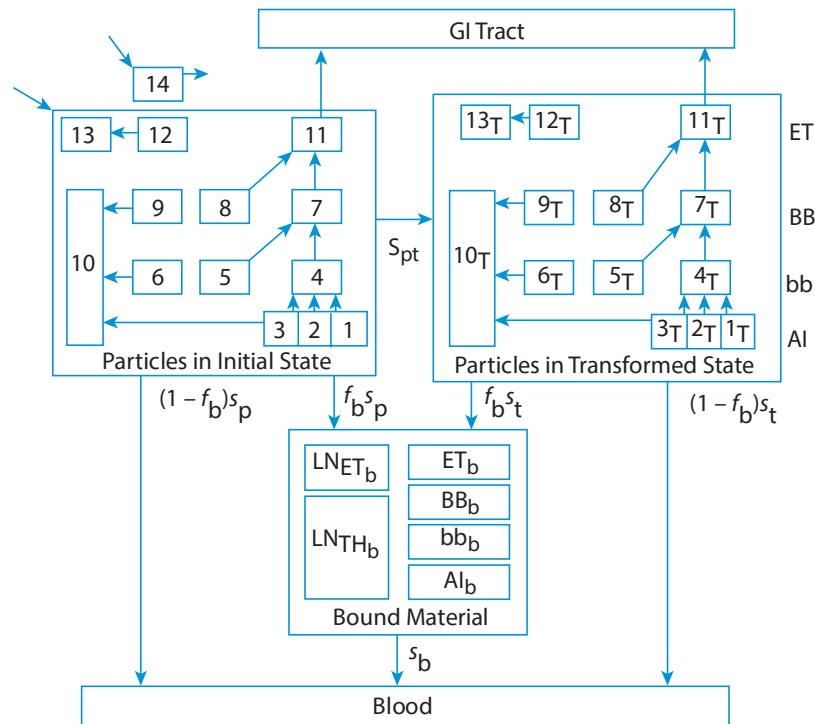 GI Tract
14
13 12 11
9 8 7
10
6 5 4
3 2 1
Particles in Initial State
Spt
13T 12T 11T
9T 8T 7T
10T
6T 5T 4T
3T 2T 1T
Particles in Transformed State
ET
BB
bb
AI
(1 – fb)sp
fbsp
fbst
(1 – fb)st
LNETb
LNTHb
ETb
BBb
bbb
AIb
Bound Material
sb
Blood